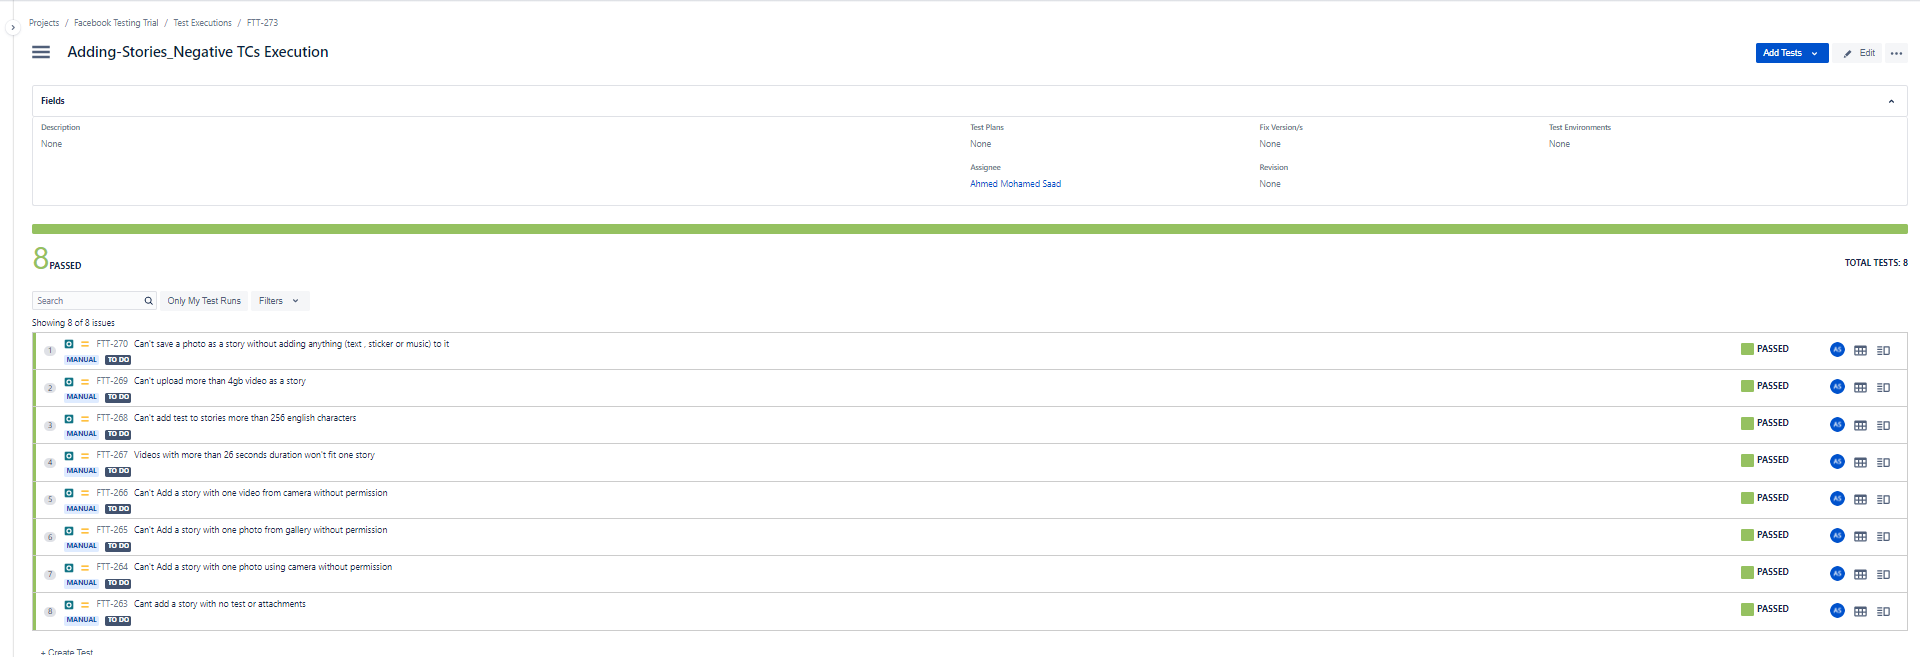 Projects / Facebook Testing Trial / Test Executions / FTT-273
Adding-Stories_Negative TCs Execution
Add Tests
Edit
Fields
Description
None
Test Plans
None
Fix Version/s
None
Test Environments
None
Assignee
Ahmed Mohamed Saad
Revision
None
8 PASSED
TOTAL TESTS: 8
Search
Only My Test Runs
Filters
Showing 8 of 8 issues
1 FTT-270 Can't save a photo as a story without adding anything (text , sticker or music) to it PASSED AS
MANUAL TO DO
2 FTT-269 Can't upload more than 4gb video as a story PASSED AS
MANUAL TO DO
3 FTT-268 Can't add test to stories more than 256 english characters PASSED AS
MANUAL TO DO
4 FTT-267 Videos with more than 26 seconds duration won't fit one story PASSED AS
MANUAL TO DO
5 FTT-266 Can't Add a story with one video from camera without permission PASSED AS
MANUAL TO DO
6 FTT-265 Can't Add a story with one photo from gallery without permission PASSED AS
MANUAL TO DO
7 FTT-264 Can't Add a story with one photo using camera without permission PASSED AS
MANUAL TO DO
8 FTT-263 Cant add a story with no test or attachments PASSED AS
MANUAL TO DO
+ Create Test